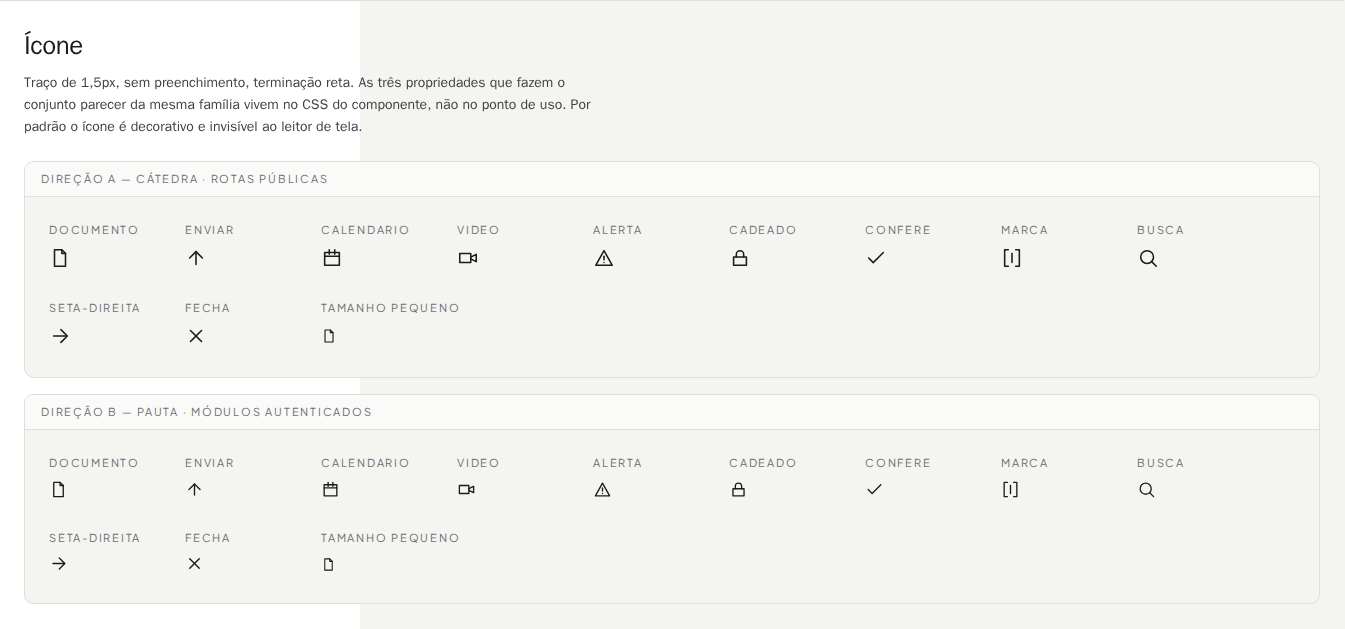 Ícone
Traço de 1,5px, sem preenchimento, terminação reta. As três propriedades que fazem o
conjunto parecer da mesma família vivem no CSS do componente, não no ponto de uso. Por
padrão o ícone é decorativo e invisível ao leitor de tela.
DIREÇÃO A — CÁTEDRA · ROTAS PÚBLICAS
DOCUMENTO ENVIAR CALENDARIO VIDEO ALERTA CADEADO CONFERE MARCA BUSCA
SETA-DIREITA FECHA TAMANHO PEQUENO
DIREÇÃO B — PAUTA · MÓDULOS AUTENTICADOS
DOCUMENTO ENVIAR CALENDARIO VIDEO ALERTA CADEADO CONFERE MARCA BUSCA
SETA-DIREITA FECHA TAMANHO PEQUENO